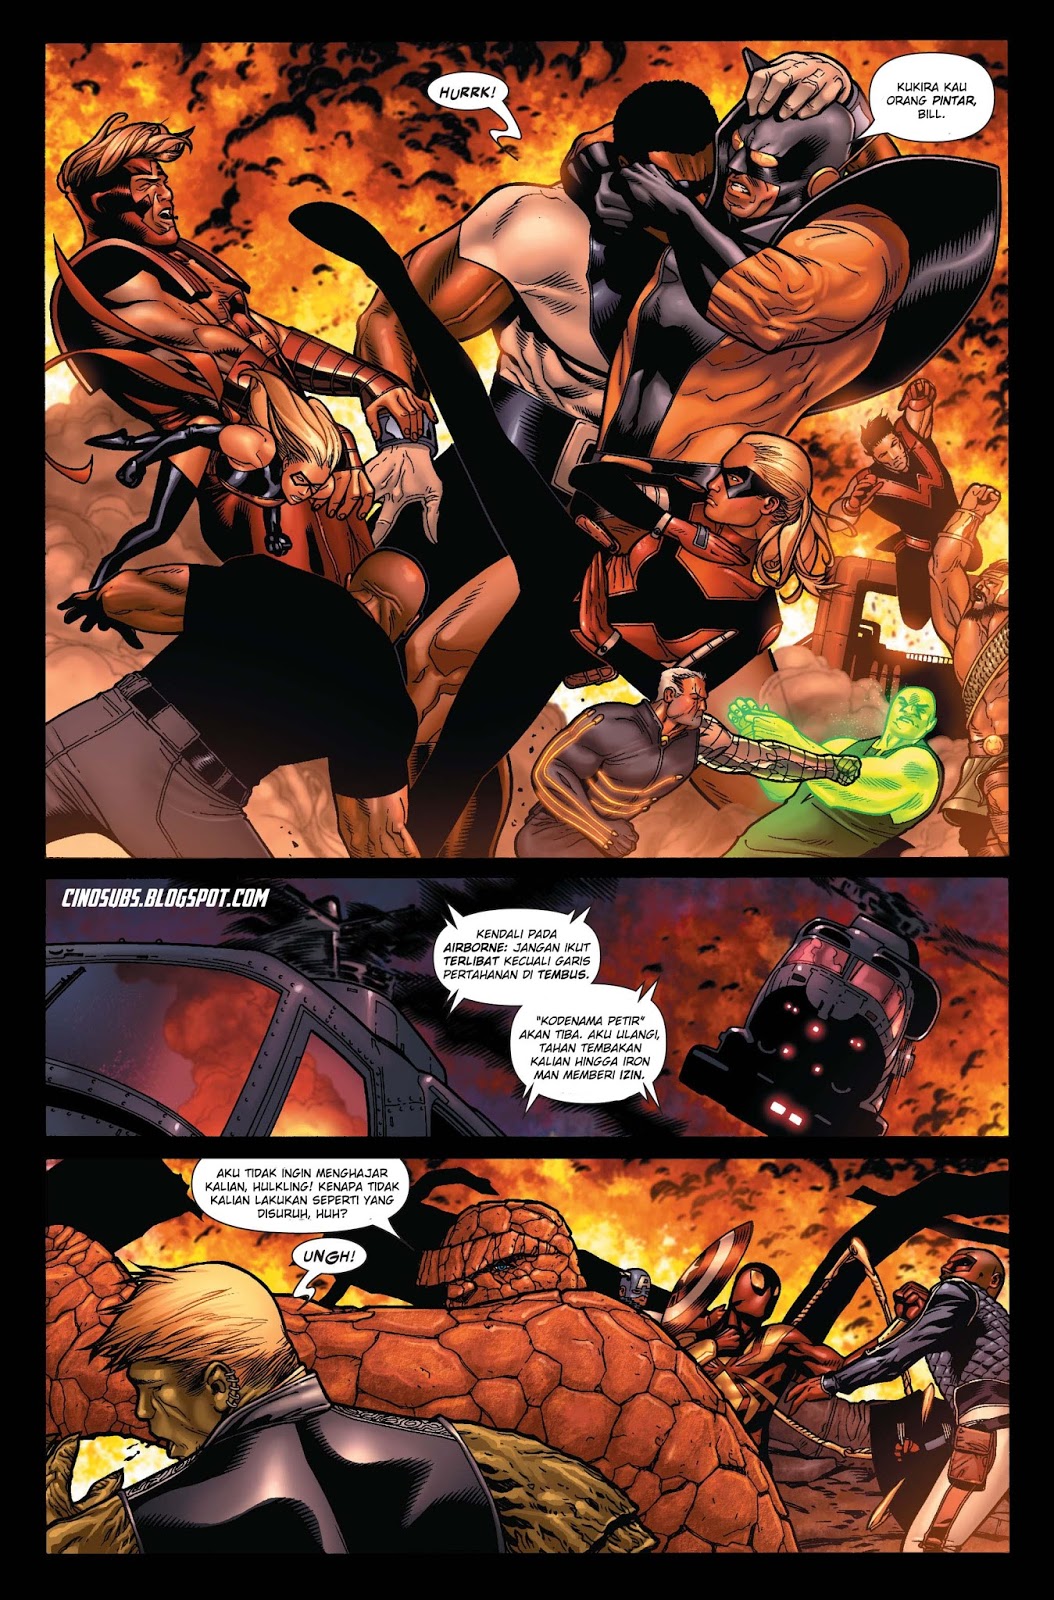 HURRK!
KUKIRA KAU
ORANG PINTAR,
BILL.
CINOSUBS.BLOGSPOT.COM
KENDALI PADA
AIRBORNE: JANGAN IKUT
TERLIBAT KECUALI GARIS
PERTAHANAN DI TEMBUS.
"KODENAMA PETIR"
AKAN TIBA. AKU ULANGI,
TAHAN TEMBAKAN
KALIAN HINGGA IRON
MAN MEMBERI IZIN.
AKU TIDAK INGIN MENGHAJAR
KALIAN, HULKLING! KENAPA TIDAK
KALIAN LAKUKAN SEPERTI YANG
DISURUH, HUH?
UNGH!